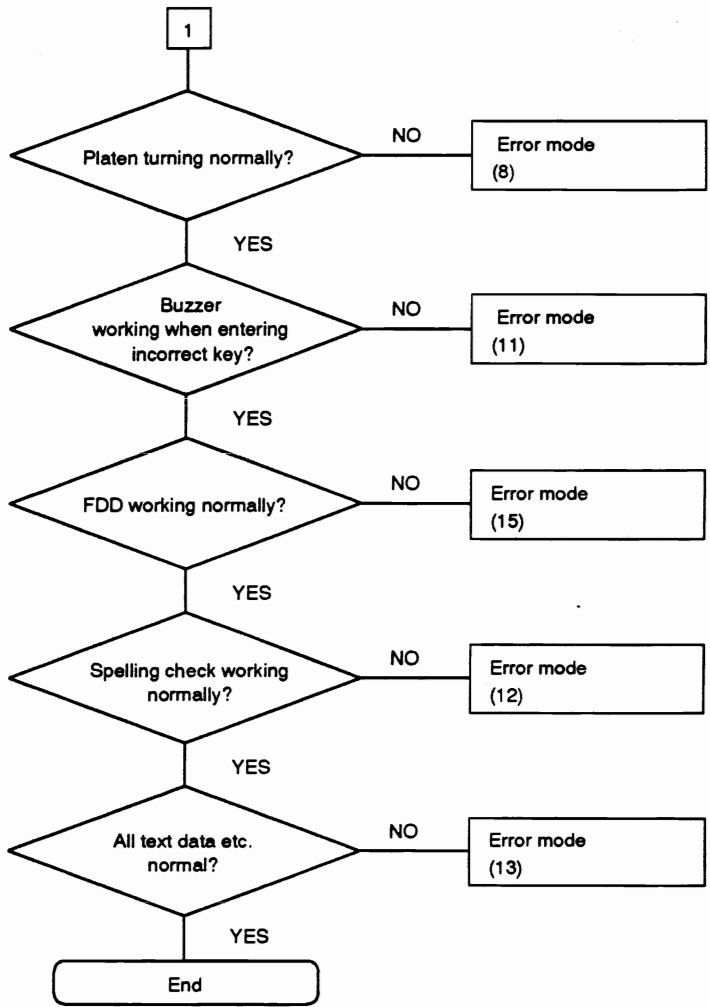 1
Platen turning normally?
NO
Error mode
(8)
YES
Buzzer
working when entering
incorrect key?
NO
Error mode
(11)
YES
FDD working normally?
NO
Error mode
(15)
YES
Spelling check working
normally?
NO
Error mode
(12)
YES
All text data etc.
normal?
NO
Error mode
(13)
YES
End